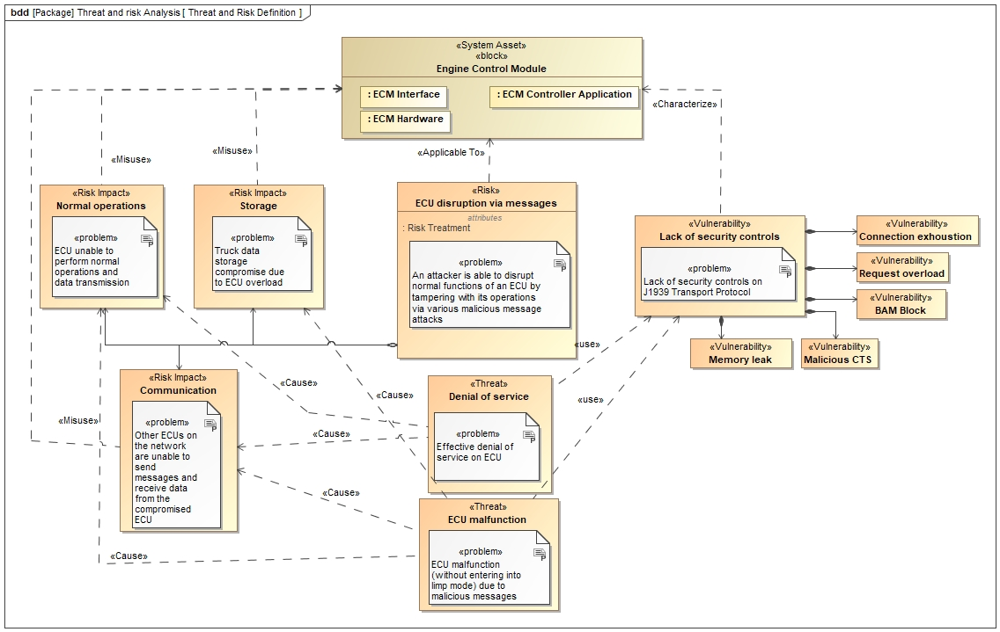 bdd [Package] Threat and risk Analysis [ Threat and Risk Definition ]
«System Asset»
«block»
Engine Control Module
: ECM Interface
: ECM Controller Application
: ECM Hardware
«Characterize»
«Applicable To»
«Misuse»
«Misuse»
«Risk Impact»
Normal operations
«problem»
ECU unable to
perform normal
operations and
data transmission
«Risk Impact»
Storage
«problem»
Truck data
storage
compromise due
to ECU overload
«Risk»
ECU disruption via messages
attributes
: Risk Treatment
«problem»
An attacker is able to disrupt
normal functions of an ECU by
tampering with its operations
via various malicious message
attacks
«Vulnerability»
Lack of security controls
«problem»
Lack of security controls on
J1939 Transport Protocol
«Vulnerability»
Connection exhoustion
«Vulnerability»
Request overload
«Vulnerability»
BAM Block
«Vulnerability»
Memory leak
«Vulnerability»
Malicious CTS
«use»
«use»
«Risk Impact»
Communication
«problem»
Other ECUs on
the network
are unable to
send
messages and
receive data
from the
compromised
ECU
«Misuse»
«Cause»
«Cause»
«Cause»
«Cause»
«Cause»
«Threat»
Denial of service
«problem»
Effective denial of
service on ECU
«Threat»
ECU malfunction
«problem»
ECU malfunction
(without entering into
limp mode) due to
malicious messages